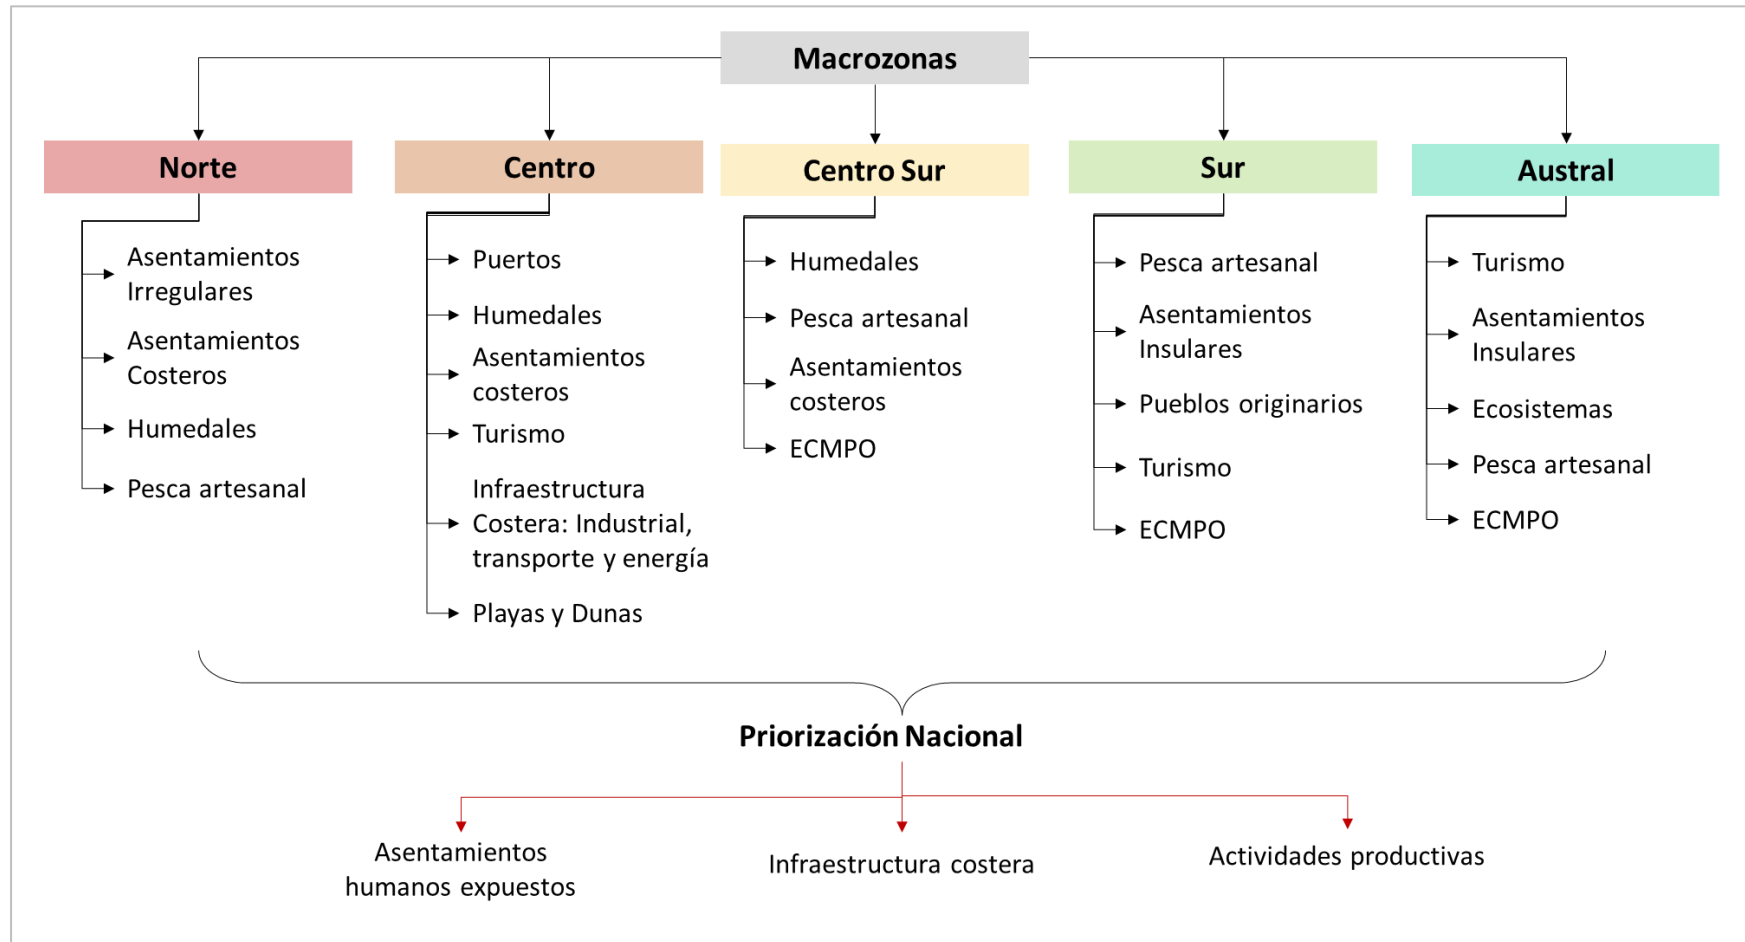 Macrozonas
Norte
Asentamientos
Irregulares
Asentamientos
Costeros
Humedales
Pesca artesanal
Centro
Puertos
Humedales
Asentamientos
costeros
Turismo
Infraestructura
Costera: Industrial,
transporte y energía
Playas y Dunas
Centro Sur
Humedales
Pesca artesanal
Asentamientos
costeros
ECMPO
Sur
Pesca artesanal
Asentamientos
Insulares
Pueblos originarios
Turismo
ECMPO
Austral
Turismo
Asentamientos
Insulares
Ecosistemas
Pesca artesanal
ECMPO
Priorización Nacional
Asentamientos
humanos expuestos
Infraestructura costera
Actividades productivas